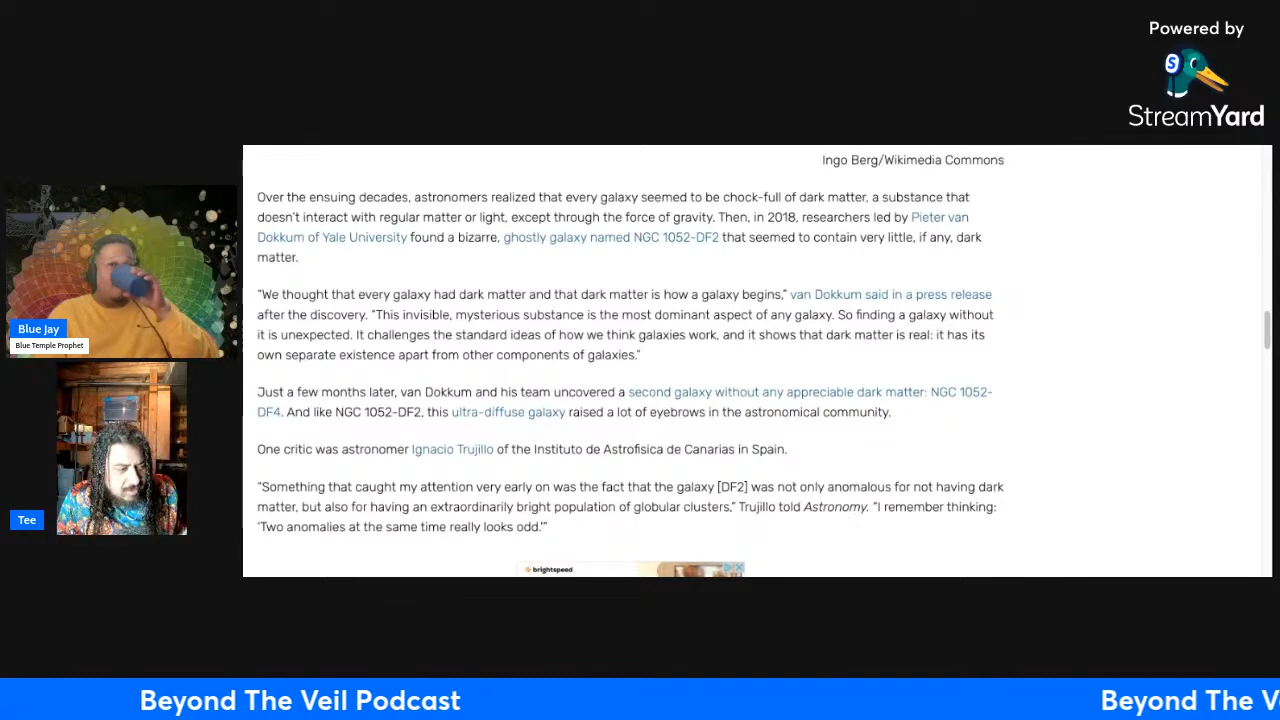 Powered by
S
StreamYard
Ingo Berg/Wikimedia Commons
Over the ensuing decades, astronomers realized that every galaxy seemed to be chock-full of dark matter, a substance that
doesn't interact with regular matter or light, except through the force of gravity. Then, in 2018, researchers led by Pieter van
Dokkum of Yale University found a bizarre, ghostly galaxy named NGC 1052-DF2 that seemed to contain very little, if any, dark
matter.
“We thought that every galaxy had dark matter and that dark matter is how a galaxy begins,” van Dokkum said in a press release
after the discovery. “This invisible, mysterious substance is the most dominant aspect of any galaxy. So finding a galaxy without
it is unexpected. It challenges the standard ideas of how we think galaxies work, and it shows that dark matter is real: it has its
own separate existence apart from other components of galaxies.”
Just a few months later, van Dokkum and his team uncovered a second galaxy without any appreciable dark matter: NGC 1052-
DF4. And like NGC 1052-DF2, this ultra-diffuse galaxy raised a lot of eyebrows in the astronomical community.
One critic was astronomer Ignacio Trujillo of the Instituto de Astrofisica de Canarias in Spain.
“Something that caught my attention very early on was the fact that the galaxy [DF2] was not only anomalous for not having dark
matter, but also for having an extraordinarily bright population of globular clusters,” Trujillo told Astronomy. “I remember thinking:
‘Two anomalies at the same time really looks odd.’”
brightspeed
Blue Jay
Blue Temple Prophet
Tee
Beyond The Veil Podcast
Beyond The V